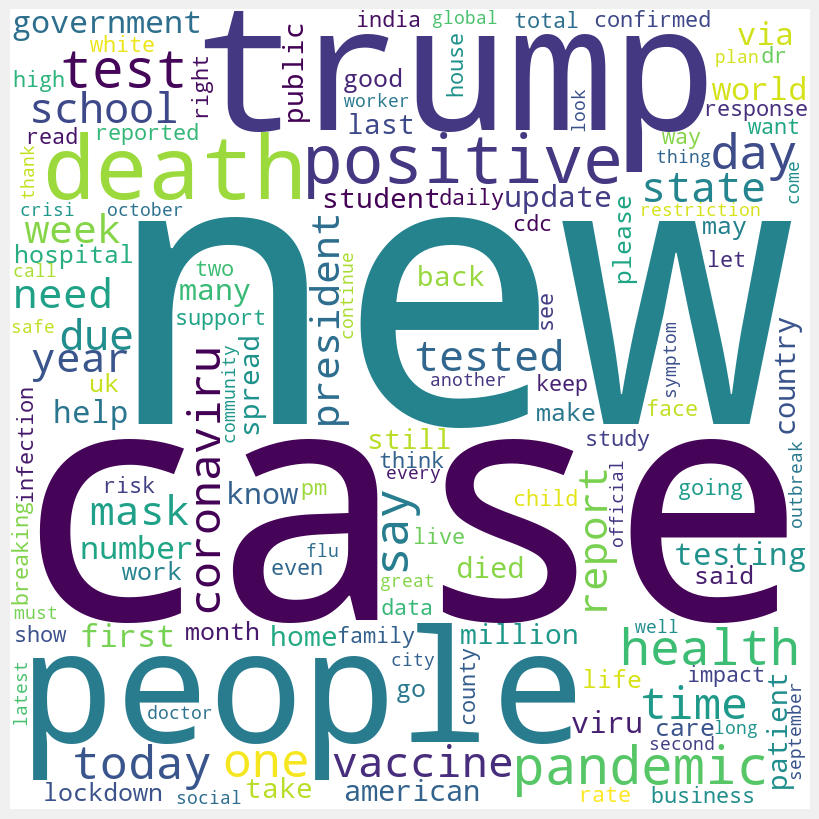 government
india
global
total
confirmed
white
trump
via
test
high
right
public
good
house
worker
look
plan
dr
world
school
last
response
read
reported
death
positive
way
want
day
thing
thank
student
daily
update
state
come
crisi
october
restriction
cdc
please
may
week
new
president
hospital
two
back
let
call
many
continue
see
need
safe
support
due
year
tested
symptom
country
uk
another
keep
help
community
spread
make
face
coronaviru
infection
case
still
study
think
every
risk
know
pm
say
child
report
official
going
outbreak
mask
breaking
number
flu
live
testing
work
even
died
said
great
must
data
show
first
month
home
family
million
well
people
health
city
county
latest
go
life
impact
doctor
time
viru
care
long
second
patient
september
today
one
vaccine
pandemic
lockdown
social
take
american
rate
business